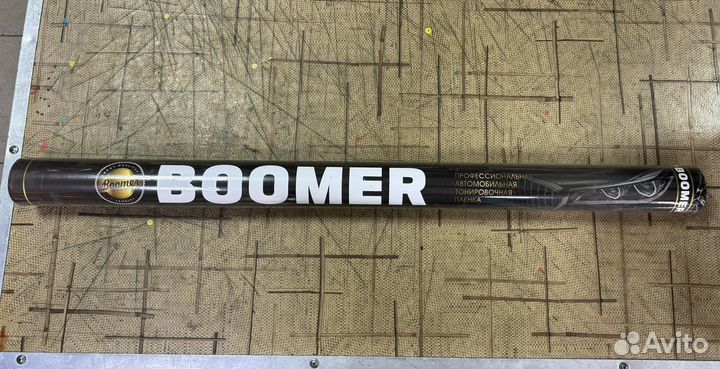 Boomer
BOOMER
ПРОФЕССИОНАЛЬНАЯ
АВТОМОБИЛЬНАЯ
ТОНИРОВОЧНАЯ
ПЛЕНКА
BOOMER
Avito